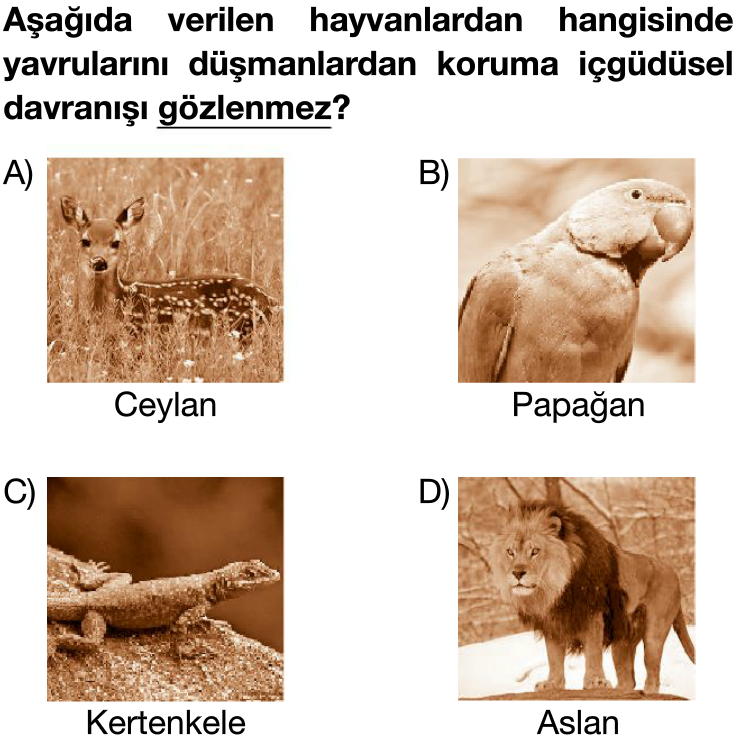 Aşağıda verilen hayvanlardan hangisinde
yavrularını düşmanlardan koruma içgüdüsel
davranışı gözlenmez?
A)
B)
Ceylan
Papağan
C)
D)
Kertenkele
Aslan